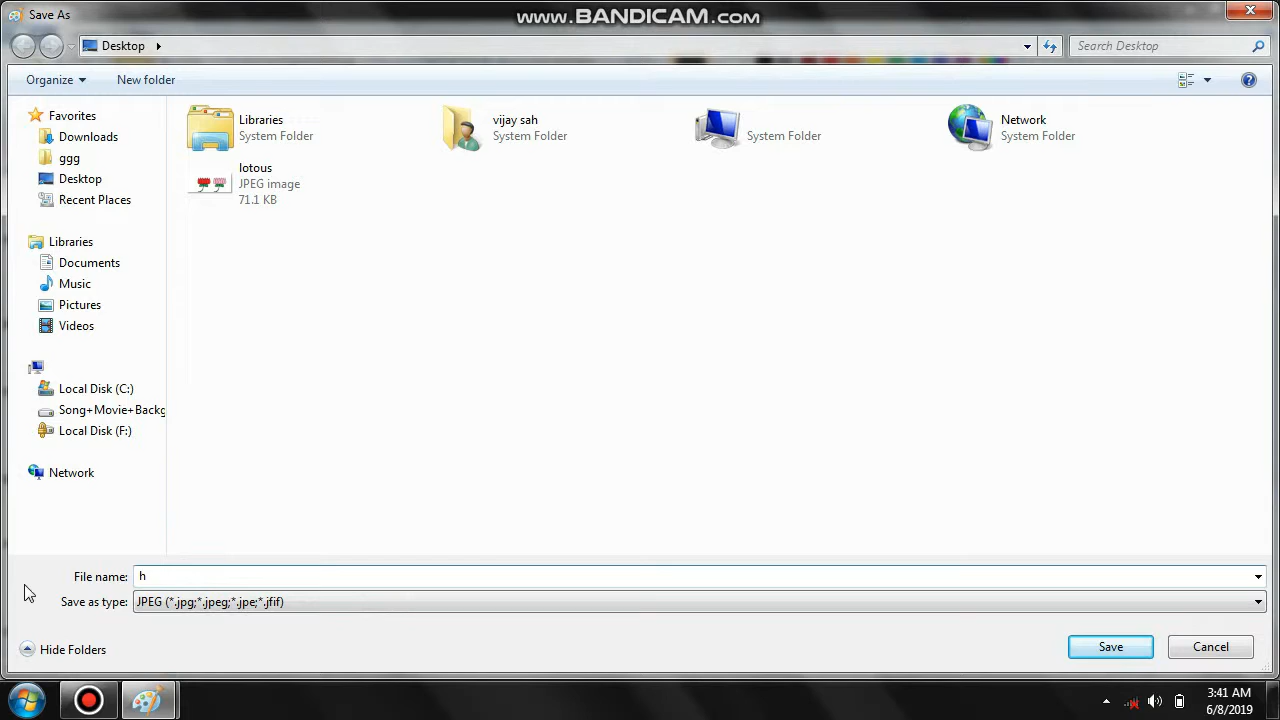 Save As
www.BANDICAM.com
Desktop
Search Desktop
Organize
New folder
Favorites
Downloads
ggg
Desktop
Recent Places
Libraries
Documents
Music
Pictures
Videos
Local Disk (C:)
Song+Movie+Backg
Local Disk (F:)
Network
Libraries
System Folder
vijay sah
System Folder
System Folder
Network
System Folder
lotous
JPEG image
71.1 KB
File name: h
Save as type: JPEG (*.jpg;*.jpeg;*.jpe;*.jfif)
Hide Folders
Save
Cancel
3:41 AM
6/8/2019